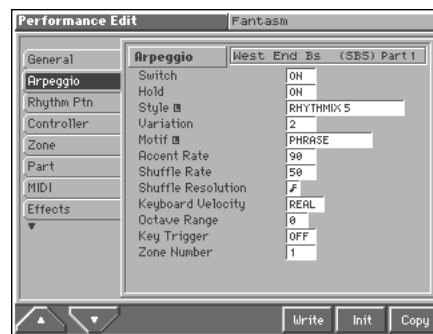 Performance Edit Fantasm
General
Arpeggio
Rhythm Ptn
Controller
Zone
Part
MIDI
Effects
Arpeggio West End Bs (SBS) Part 1
Switch ON
Hold ON
Style RHYTHMIX 5
Variation 2
Motif PHRASE
Accent Rate 90
Shuffle Rate 50
Shuffle Resolution
Keyboard Velocity REAL
Octave Range 0
Key Trigger OFF
Zone Number 1
Write Init Copy